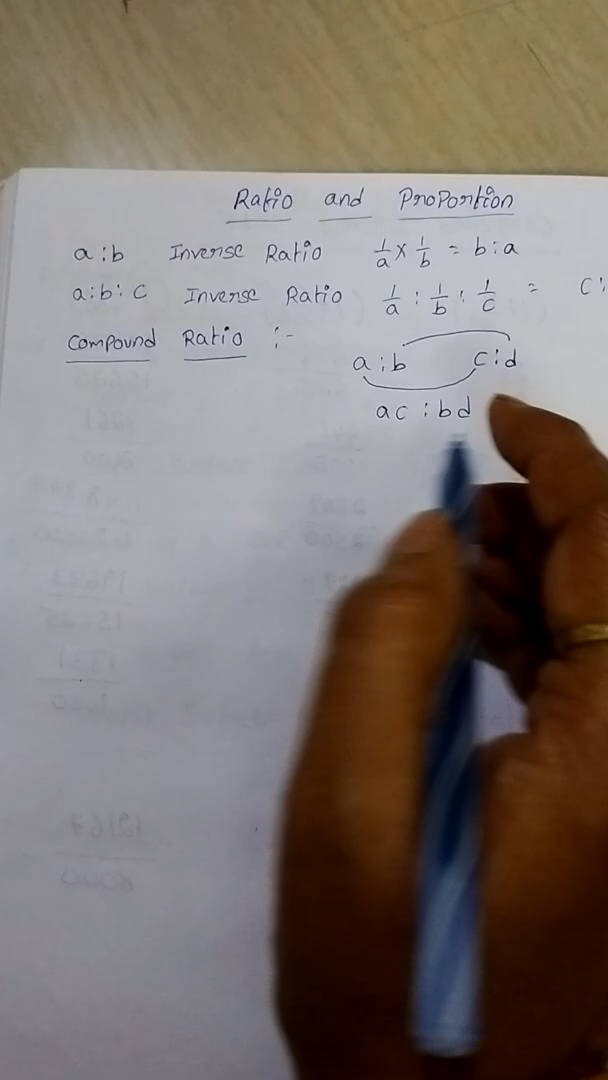 Ratio and Proportion
a:b Inverse Ratio 1/a × 1/b = b:a
a:b:c Inverse Ratio 1/a : 1/b : 1/c = c:
Compound Ratio :-
a:b c:d
ac : bd